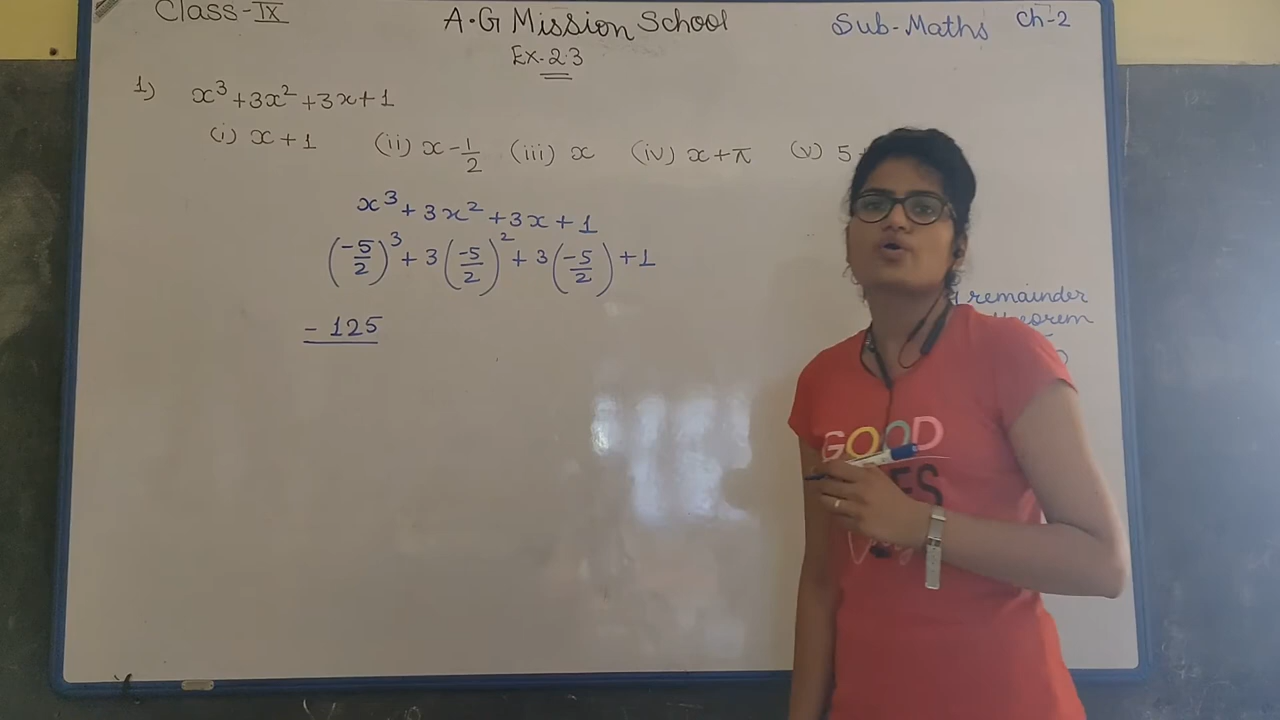 Class-IX A.G Mission School Sub-Maths Ch-2
Ex. 2.3
1) x³+3x²+3x+1
(i) x+1 (ii) x-1/2 (iii) x (iv) x+π (v) 5
x³+3x²+3x+1
(-5/2)³+3(-5/2)²+3(-5/2)+1
remainder
theorem
-125
GOOD